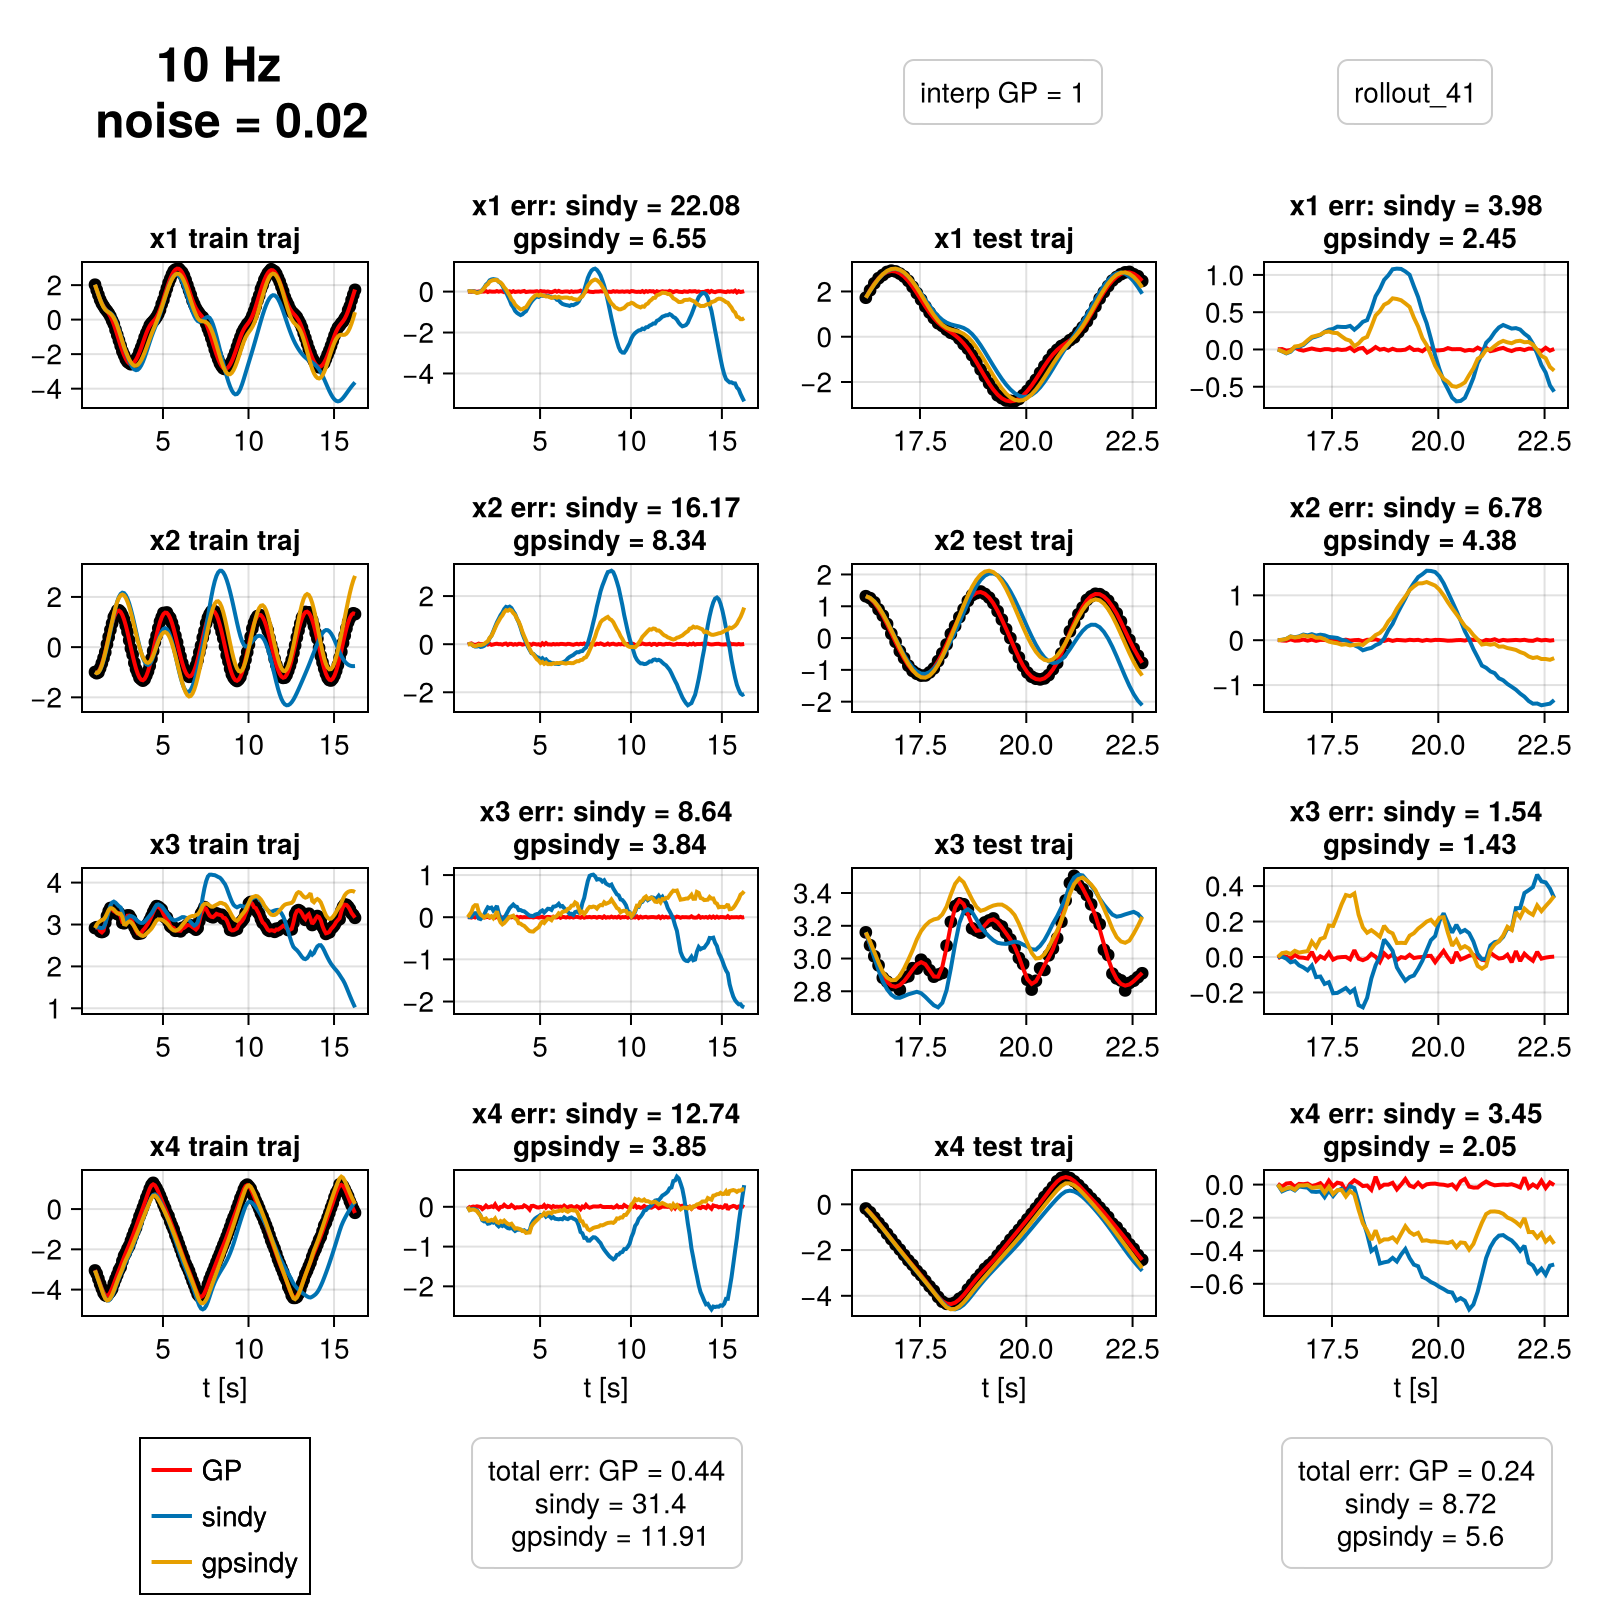 10 Hz
noise = 0.02
interp GP = 1
rollout_41
x1 train traj
2
0
−2
−4
5
10
15
x1 err: sindy = 22.08
gpsindy = 6.55
0
−2
−4
5
10
15
x1 test traj
2
0
−2
17.5
20.0
22.5
x1 err: sindy = 3.98
gpsindy = 2.45
1.0
0.5
0.0
−0.5
17.5
20.0
22.5
x2 train traj
2
0
−2
5
10
15
x2 err: sindy = 16.17
gpsindy = 8.34
2
0
−2
5
10
15
x2 test traj
2
1
0
−1
−2
17.5
20.0
22.5
x2 err: sindy = 6.78
gpsindy = 4.38
1
0
−1
17.5
20.0
22.5
x3 train traj
4
3
2
1
5
10
15
x3 err: sindy = 8.64
gpsindy = 3.84
1
0
−1
−2
5
10
15
x3 test traj
3.4
3.2
3.0
2.8
17.5
20.0
22.5
x3 err: sindy = 1.54
gpsindy = 1.43
0.4
0.2
0.0
−0.2
17.5
20.0
22.5
x4 train traj
0
−2
−4
5
10
15
t [s]
x4 err: sindy = 12.74
gpsindy = 3.85
0
−1
−2
5
10
15
t [s]
x4 test traj
0
−2
−4
17.5
20.0
22.5
t [s]
x4 err: sindy = 3.45
gpsindy = 2.05
0.0
−0.2
−0.4
−0.6
17.5
20.0
22.5
t [s]
GP
sindy
gpsindy
total err: GP = 0.44
sindy = 31.4
gpsindy = 11.91
total err: GP = 0.24
sindy = 8.72
gpsindy = 5.6